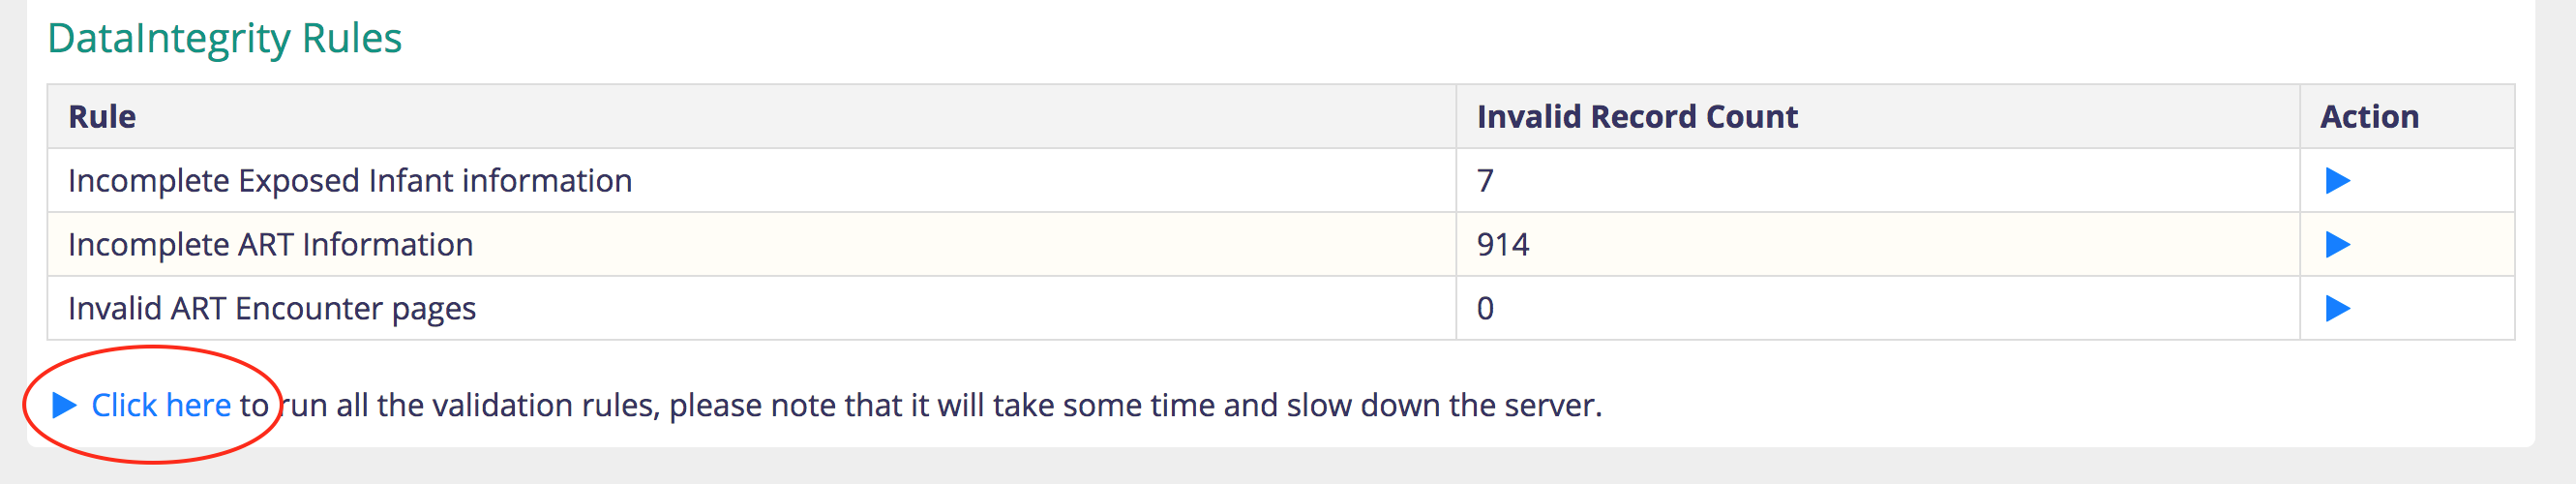 DataIntegrity Rules
Rule Invalid Record Count Action
Incomplete Exposed Infant information 7
Incomplete ART Information 914
Invalid ART Encounter pages 0
Click here to run all the validation rules, please note that it will take some time and slow down the server.